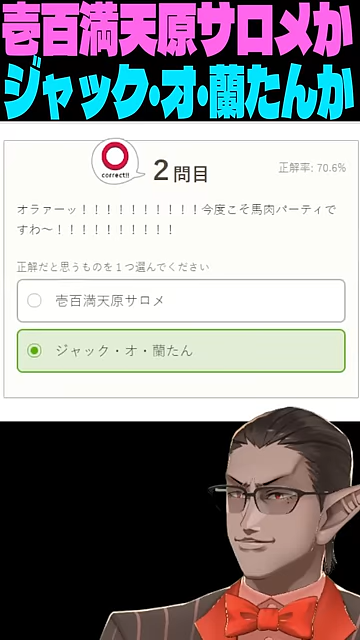 壱百満天原サロメか
ジャック・オ・蘭たんか
correct!!
2問目
正解率: 70.6%
オラァーッ！！！！！！！！！！今度こそ馬肉パーティで
すわ～！！！！！！！！！！
正解だと思うものを１つ選んでください
壱百満天原サロメ
ジャック・オ・蘭たん